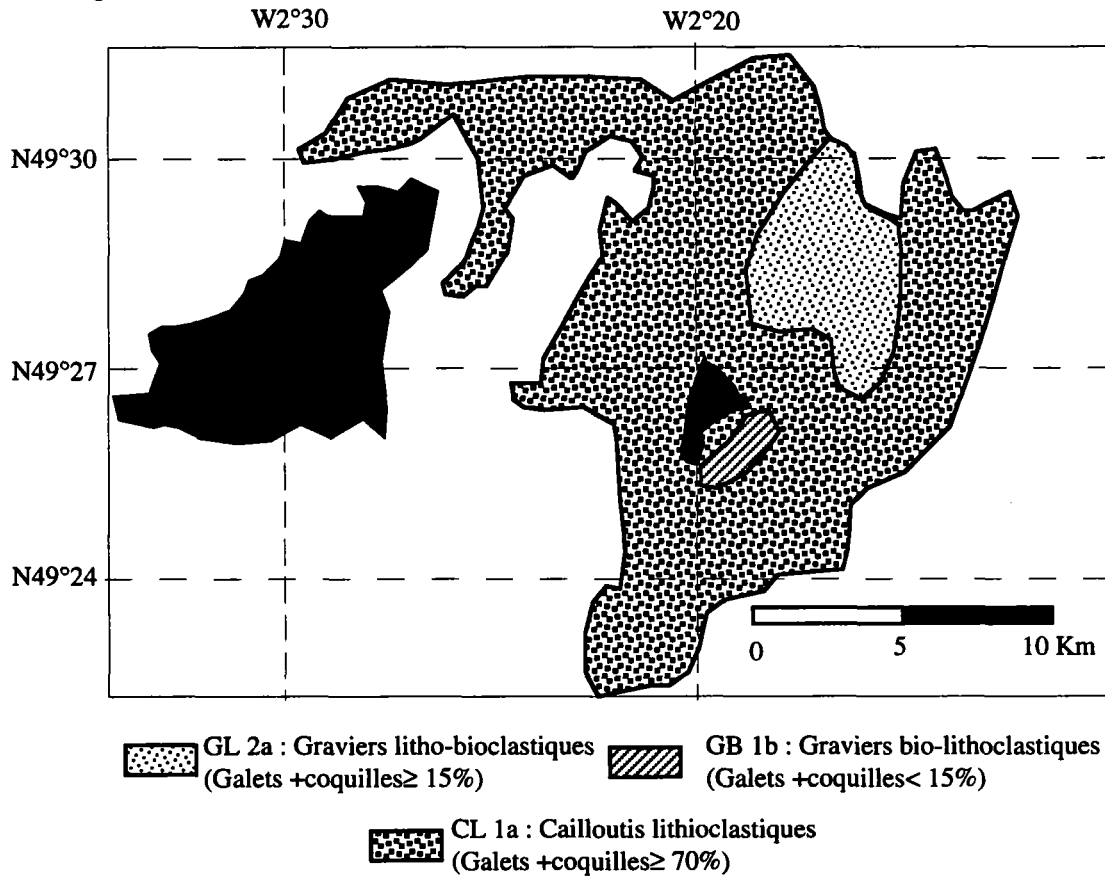 W2°30 W2°20
N49°30
N49°27
N49°24
0 5 10 Km
GL 2a : Graviers litho-bioclastiques
(Galets +coquilles≥ 15%)
GB 1b : Graviers bio-lithoclastiques
(Galets +coquilles< 15%)
CL 1a : Cailloutis lithioclastiques
(Galets +coquilles≥ 70%)